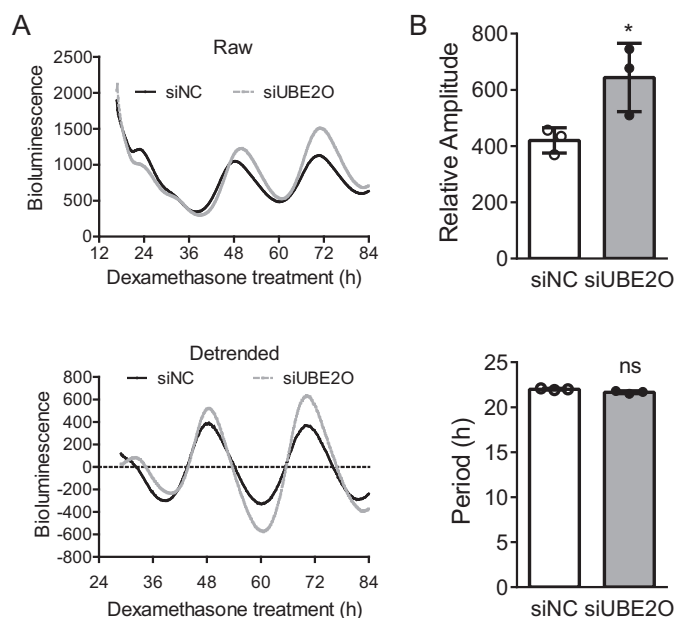 A
Raw
siNC siUBE2O
Bioluminescence
2500
2000
1500
1000
500
0
12 24 36 48 60 72 84
Dexamethasone treatment (h)
Detrended
siNC siUBE2O
Bioluminescence
800
600
400
200
0
-200
-400
-600
-800
24 36 48 60 72 84
Dexamethasone treatment (h)
B
*
Relative Amplitude
800
600
400
200
0
siNC siUBE2O
ns
Period (h)
25
20
15
10
5
0
siNC siUBE2O